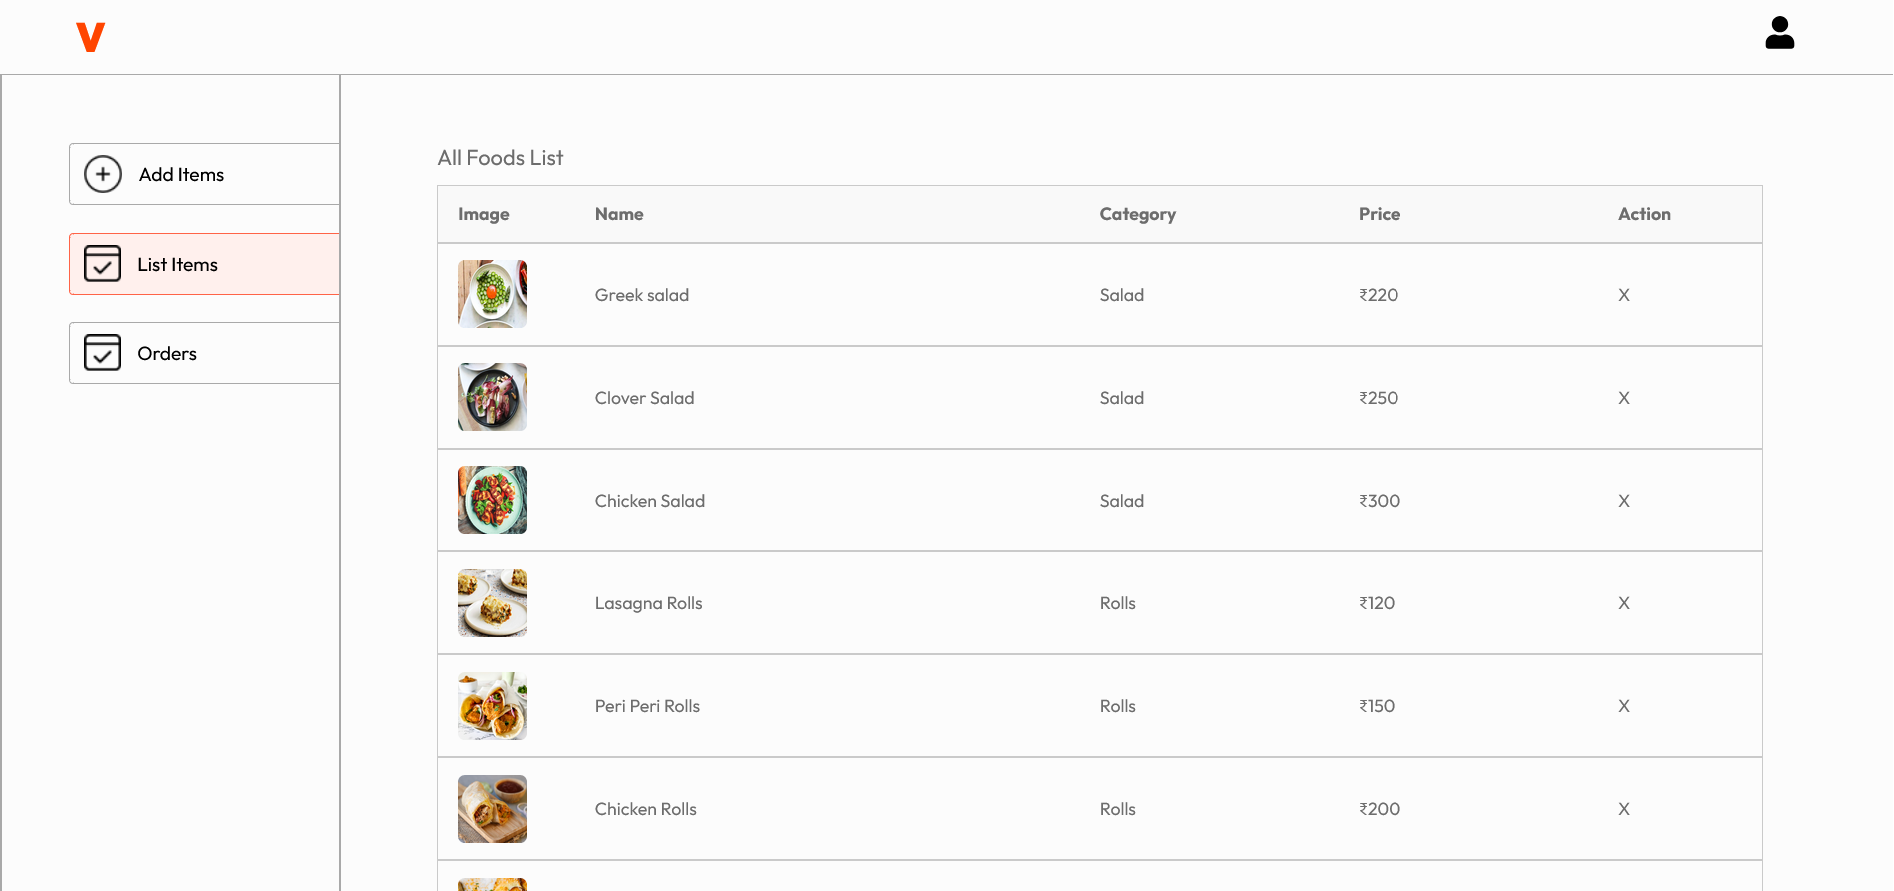 V
Add Items
List Items
Orders
All Foods List
Image Name Category Price Action
Greek salad Salad ₹220 X
Clover Salad Salad ₹250 X
Chicken Salad Salad ₹300 X
Lasagna Rolls Rolls ₹120 X
Peri Peri Rolls Rolls ₹150 X
Chicken Rolls Rolls ₹200 X